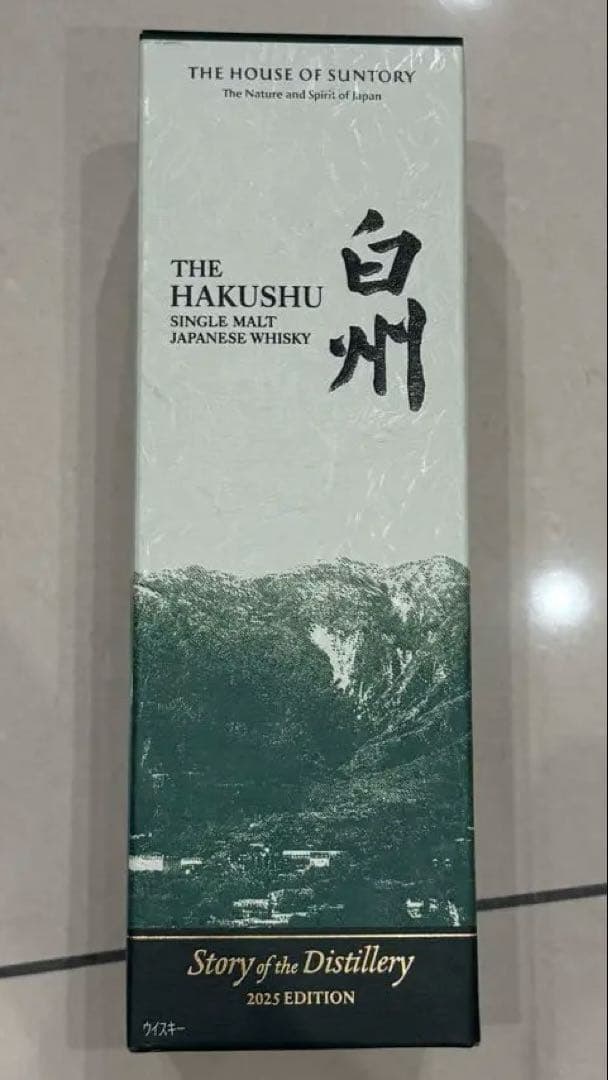 THE HOUSE OF SUNTORY
The Nature and Spirit of Japan
THE
HAKUSHU
SINGLE MALT
JAPANESE WHISKY
白州
Story of the Distillery
2025 EDITION
ウイスキー